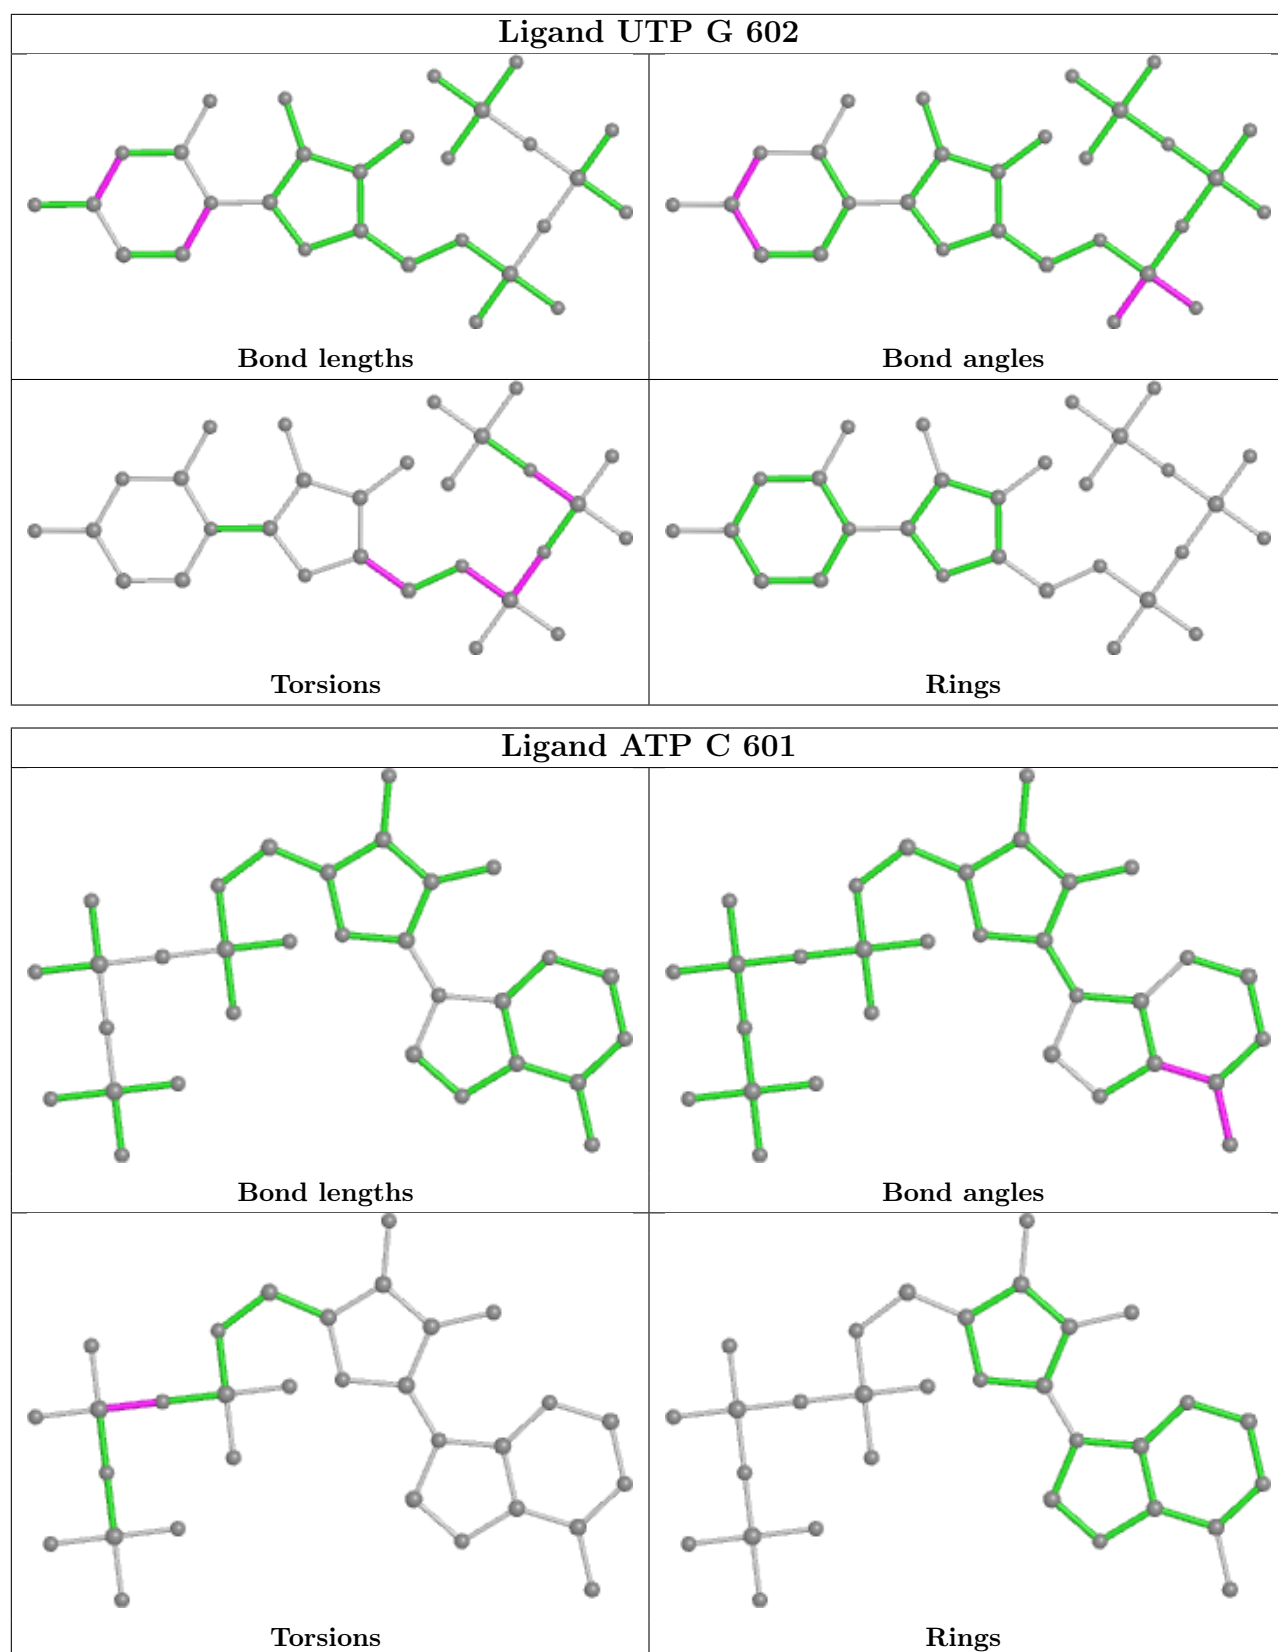 Ligand UTP G 602
Bond lengths
Bond angles
Torsions
Rings
Ligand ATP C 601
Bond lengths
Bond angles
Torsions
Rings